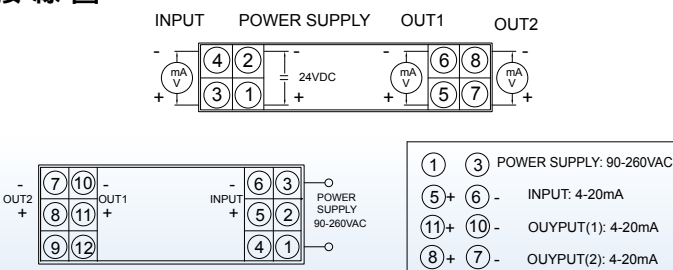 接線圖
INPUT POWER SUPPLY OUT1 OUT2
- - - -
mA V 4 2 24VDC mA V 6 8 mA V
3 1
+ + + 5 7 +
- 7 10 - - 6 3
OUT2 OUT1 INPUT POWER SUPPLY 90-260VAC
+ 8 11 + + 5 2
9 12 4 1
1 3 POWER SUPPLY: 90-260VAC
5 + 6 - INPUT: 4-20mA
11 + 10 - OUYPUT(1): 4-20mA
8 + 7 - OUYPUT(2): 4-20mA